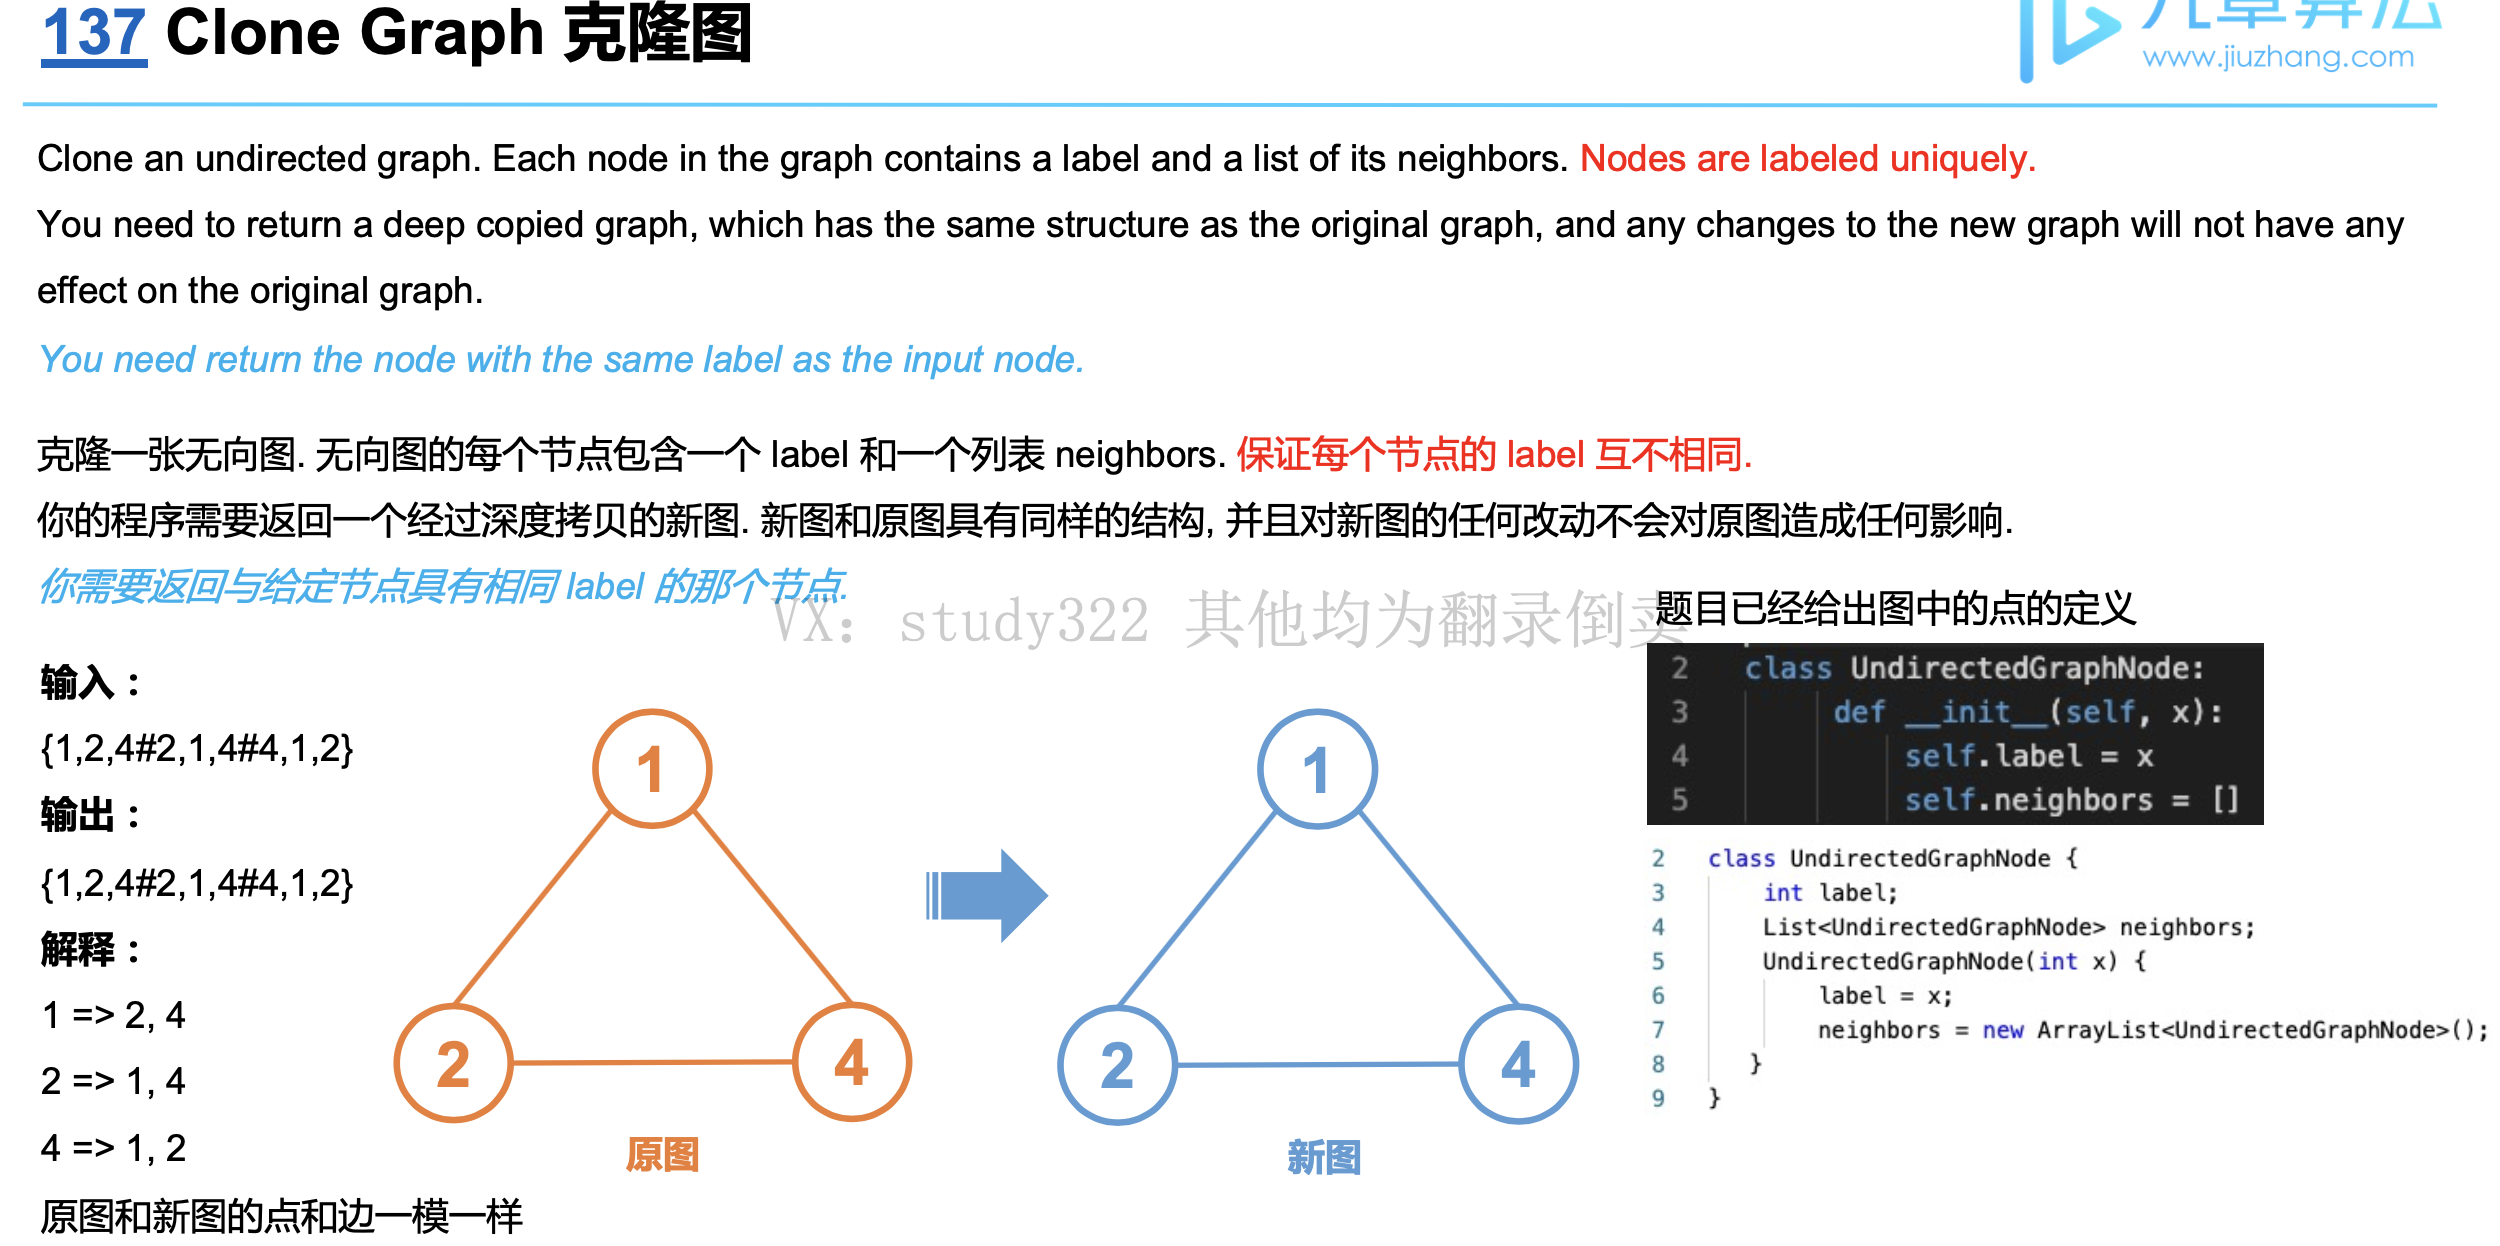 137 Clone Graph 克隆图
九章算法
www.jiuzhang.com
Clone an undirected graph. Each node in the graph contains a label and a list of its neighbors. Nodes are labeled uniquely.
You need to return a deep copied graph, which has the same structure as the original graph, and any changes to the new graph will not have any
effect on the original graph.
You need return the node with the same label as the input node.
克隆一张无向图. 无向图的每个节点包含一个 label 和一个列表 neighbors. 保证每个节点的 label 互不相同.
你的程序需要返回一个经过深度拷贝的新图. 新图和原图具有同样的结构, 并且对新图的任何改动不会对原图造成任何影响.
你需要返回与给定节点具有相同 label 的那个节点.
VX: study322 其他均为翻录倒卖
题目已经给出图中的点的定义
输入：
{1,2,4#2,1,4#4,1,2}
输出：
{1,2,4#2,1,4#4,1,2}
解释：
1 => 2, 4
2 => 1, 4
4 => 1, 2
原图和新图的点和边一模一样
1
2
4
原图
1
2
4
新图
2 class UndirectedGraphNode:
3 def __init__(self, x):
4 self.label = x
5 self.neighbors = []
2 class UndirectedGraphNode {
3 int label;
4 List<UndirectedGraphNode> neighbors;
5 UndirectedGraphNode(int x) {
6 label = x;
7 neighbors = new ArrayList<UndirectedGraphNode>();
8 }
9 }